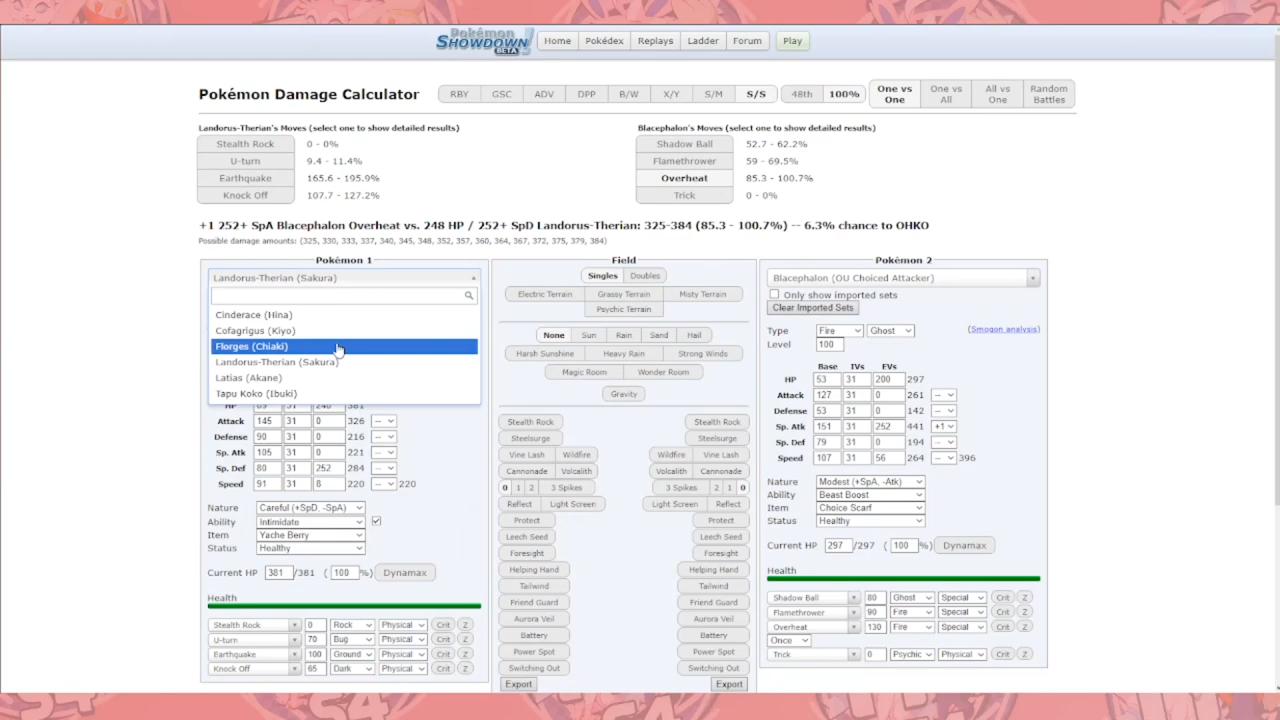 Pokémon
SHOWDOWN!
BETA
Home Pokédex Replays Ladder Forum Play
Pokémon Damage Calculator RBY GSC ADV DPP B/W X/Y S/M S/S 48th 100% One vs One One vs All All vs One Random Battles
Landorus-Therian's Moves (select one to show detailed results) Blacephalon's Moves (select one to show detailed results)
Stealth Rock 0 - 0% Shadow Ball 52.7 - 62.2%
U-turn 9.4 - 11.4% Flamethrower 59 - 69.5%
Earthquake 165.6 - 195.9% Overheat 85.3 - 100.7%
Knock Off 107.7 - 127.2% Trick 0 - 0%
+1 252+ SpA Blacephalon Overheat vs. 248 HP / 252+ SpD Landorus-Therian: 325-384 (85.3 - 100.7%) -- 6.3% chance to OHKO
Possible damage amounts: (325, 330, 333, 337, 340, 345, 348, 352, 357, 360, 364, 367, 372, 375, 379, 384)
Pokémon 1
Landorus-Therian (Sakura)
Cinderace (Hina)
Cofagrigus (Kiyo)
Florges (Chiaki)
Landorus-Therian (Sakura)
Latias (Akane)
Tapu Koko (Ibuki)
HP 89 31 248 381
Attack 145 31 0 326 --
Defense 90 31 0 216 --
Sp. Atk 105 31 0 221 --
Sp. Def 80 31 252 284 --
Speed 91 31 8 220 -- 220
Nature Careful (+SpD, -SpA)
Ability Intimidate
Item Yache Berry
Status Healthy
Current HP 381 /381 ( 100 %) Dynamax
Health
Stealth Rock 0 Rock Physical Crit Z
U-turn 70 Bug Physical Crit Z
Earthquake 100 Ground Physical Crit Z
Knock Off 65 Dark Physical Crit Z
Field
Singles Doubles
Electric Terrain Grassy Terrain Misty Terrain
Psychic Terrain
None Sun Rain Sand Hail
Harsh Sunshine Heavy Rain Strong Winds
Magic Room Wonder Room
Gravity
Stealth Rock Stealth Rock
Steelsurge Steelsurge
Vine Lash Wildfire Wildfire Vine Lash
Cannonade Volcalith Volcalith Cannonade
0 1 2 3 Spikes 3 Spikes 2 1 0
Reflect Light Screen Light Screen Reflect
Protect Protect
Leech Seed Leech Seed
Foresight Foresight
Helping Hand Helping Hand
Tailwind Tailwind
Friend Guard Friend Guard
Aurora Veil Aurora Veil
Battery Battery
Power Spot Power Spot
Switching Out Switching Out
Export Export
Pokémon 2
Blacephalon (OU Choiced Attacker)
Only show imported sets
Clear Imported Sets
Type Fire Ghost (Smogon analysis)
Level 100
Base IVs EVs
HP 53 31 200 297
Attack 127 31 0 261 --
Defense 53 31 0 142 --
Sp. Atk 151 31 252 441 +1
Sp. Def 79 31 0 194 --
Speed 107 31 56 264 -- 396
Nature Modest (+SpA, -Atk)
Ability Beast Boost
Item Choice Scarf
Status Healthy
Current HP 297 /297 ( 100 %) Dynamax
Health
Shadow Ball 80 Ghost Special Crit Z
Flamethrower 90 Fire Special Crit Z
Overheat 130 Fire Special Crit Z
Once
Trick 0 Psychic Physical Crit Z